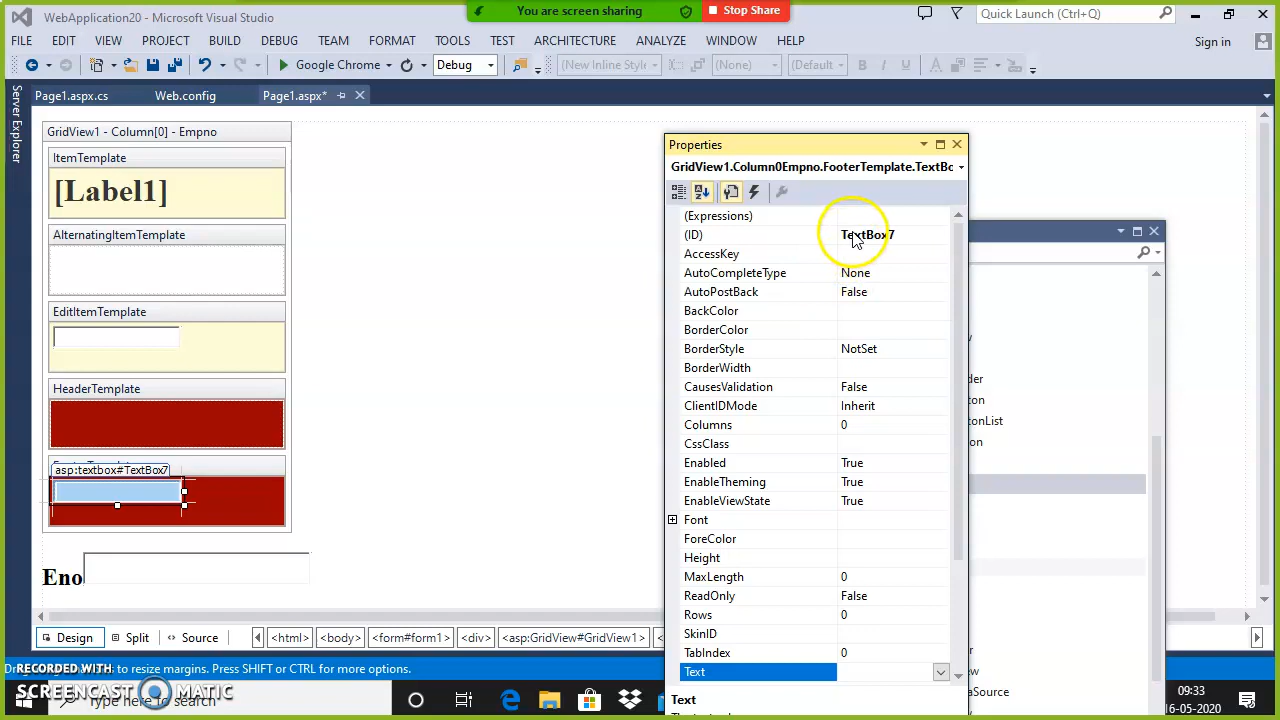 WebApplication20 - Microsoft Visual Studio
You are screen sharing
Stop Share
Quick Launch (Ctrl+Q)
FILE EDIT VIEW PROJECT BUILD DEBUG TEAM FORMAT TOOLS TEST ARCHITECTURE ANALYZE WINDOW HELP
Sign in
Google Chrome Debug (New Inline Style) (None) (Default) B I U A
Server Explorer
Page1.aspx.cs Web.config Page1.aspx*
GridView1 - Column[0] - Empno
ItemTemplate
[Label1]
AlternatingItemTemplate
EditItemTemplate
HeaderTemplate
asp:textbox#TextBox7
Eno
Properties
GridView1.Column0Empno.FooterTemplate.TextBo
(Expressions)
(ID) TextBox7
AccessKey
AutoCompleteType None
AutoPostBack False
BackColor
BorderColor
BorderStyle NotSet
BorderWidth
CausesValidation False
ClientIDMode Inherit
Columns 0
CssClass
Enabled True
EnableTheming True
EnableViewState True
Font
ForeColor
Height
MaxLength 0
ReadOnly False
Rows 0
SkinID
TabIndex 0
Text
Text
der
on
onList
on
w
aSource
Design Split Source <html> <body> <form#form1> <div> <asp:GridView#GridView1>
to resize margins. Press SHIFT or CTRL for more options.
RECORDED WITH
SCREENCAST MATIC
Type here to search
09:33
16-05-2020